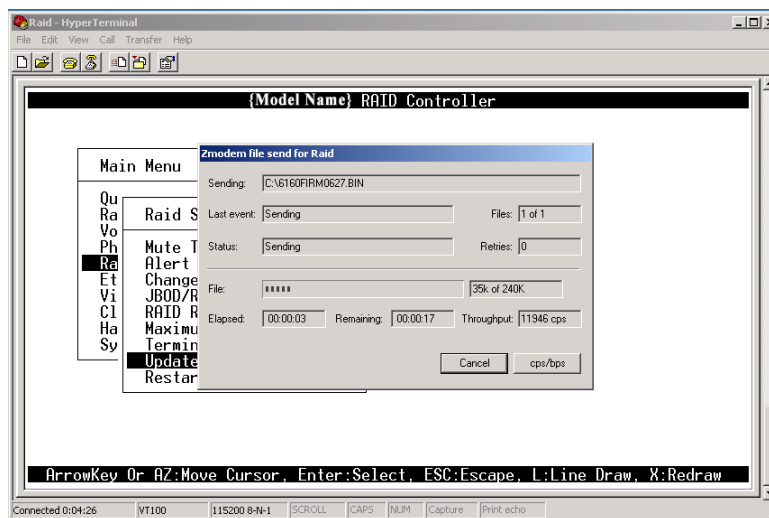 Raid - HyperTerminal
File Edit View Call Transfer Help
{Model Name} RAID Controller
Main Menu
Qu
Ra
Vo
Ph
Ra
Et
Vi
Cl
Ha
Sy
Raid S
Mute T
Alert
Change
JBOD/R
RAID R
Maximu
Termin
Update
Restar
Zmodem file send for Raid
Sending: C:\6160FIRM0627.BIN
Last event: Sending Files: 1 of 1
Status: Sending Retries: 0
File: 35k of 240K
Elapsed: 00:00:03 Remaining: 00:00:17 Throughput: 11946 cps
Cancel cps/bps
ArrowKey Or AZ:Move Cursor, Enter:Select, ESC:Escape, L:Line Draw, X:Redraw
Connected 0:04:26 VT100 115200 8-N-1 SCROLL CAPS NUM Capture Print echo